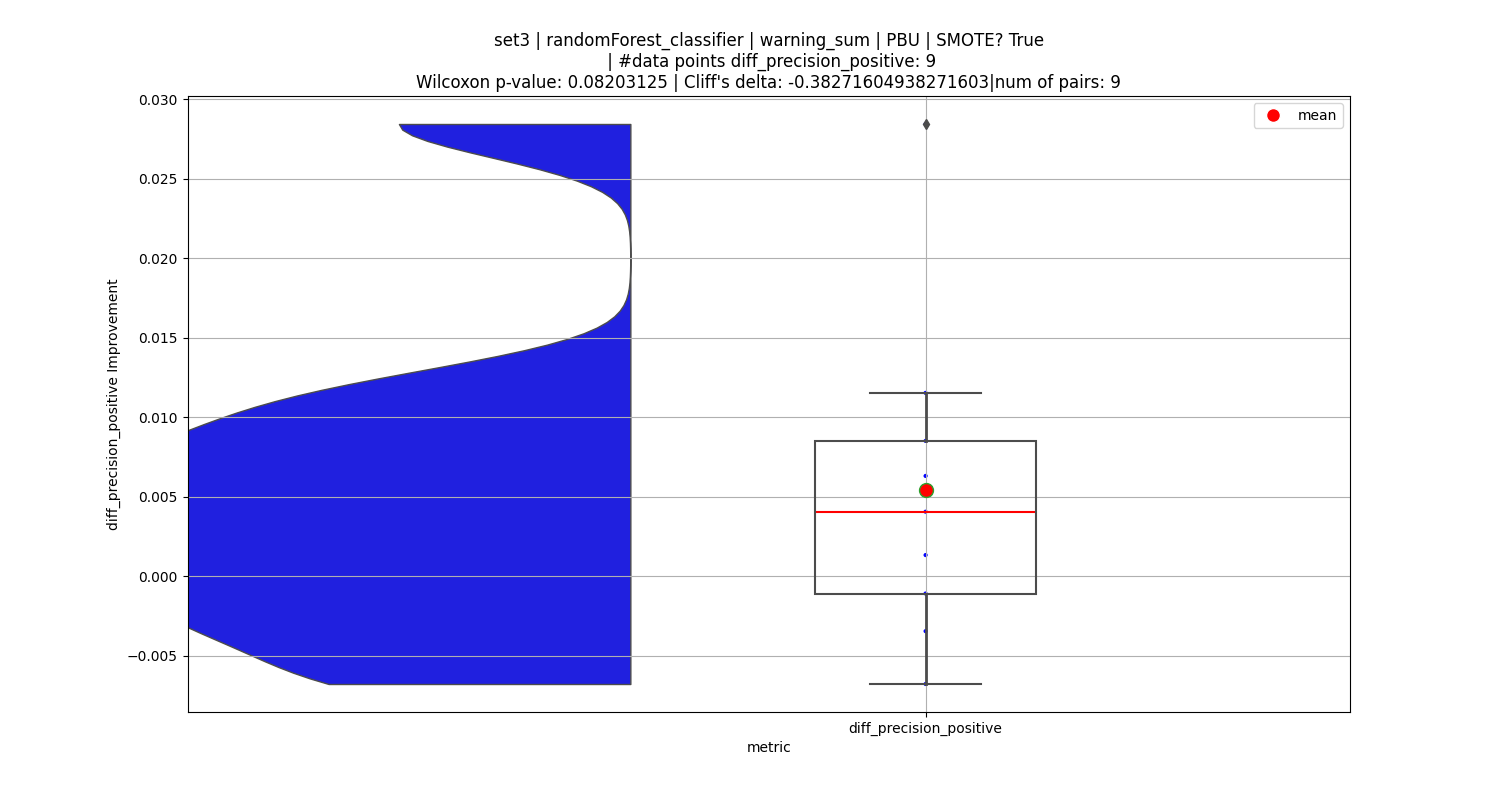 set3 | randomForest_classifier | warning_sum | PBU | SMOTE? True
| #data points diff_precision_positive: 9
Wilcoxon p-value: 0.08203125 | Cliff's delta: -0.38271604938271603|num of pairs: 9
mean
0.030
0.025
0.020
0.015
0.010
0.005
0.000
−0.005
diff_precision_positive Improvement
diff_precision_positive
metric